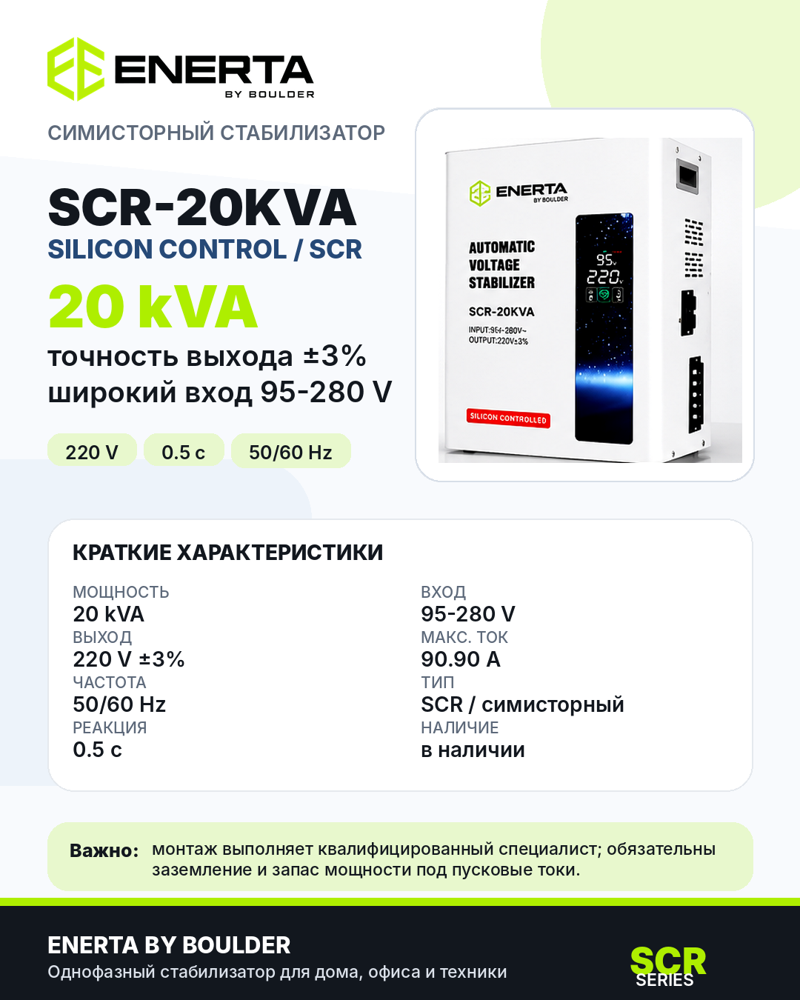 ENERTA
BY BOULDER
СИМИСТОРНЫЙ СТАБИЛИЗАТОР
SCR-20KVA
SILICON CONTROL / SCR
20 kVA
точность выхода ±3%
широкий вход 95-280 V
220 V
0.5 с
50/60 Hz
ENERTA
BY BOULDER
AUTOMATIC
VOLTAGE
STABILIZER
SCR-20KVA
-280V~
OUTPUT:220V±3%
SILICON CONTROLLED
95v
220v
КРАТКИЕ ХАРАКТЕРИСТИКИ
МОЩНОСТЬ
20 kVA
ВЫХОД
220 V ±3%
ЧАСТОТА
50/60 Hz
РЕАКЦИЯ
0.5 с
ВХОД
95-280 V
МАКС. ТОК
90.90 A
ТИП
SCR / симисторный
НАЛИЧИЕ
в наличии
Важно: монтаж выполняет квалифицированный специалист; обязательны
заземление и запас мощности под пусковые токи.
ENERTA BY BOULDER
Однофазный стабилизатор для дома, офиса и техники
SCR
SERIES